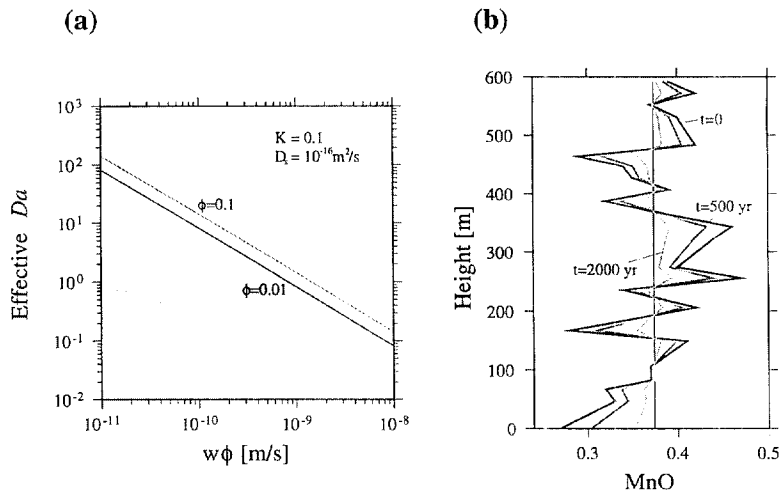 (a)
10³
10²
10¹
10⁰
10⁻¹
10⁻²
Effective Da
K = 0.1
Dₛ = 10⁻¹⁶m²/s
ϕ=0.1
ϕ=0.01
10⁻¹¹ 10⁻¹⁰ 10⁻⁹ 10⁻⁸
wϕ [m/s]
(b)
600
500
400
300
200
100
0
Height [m]
t=0
t=500 yr
t=2000 yr
0.3 0.4 0.5
MnO